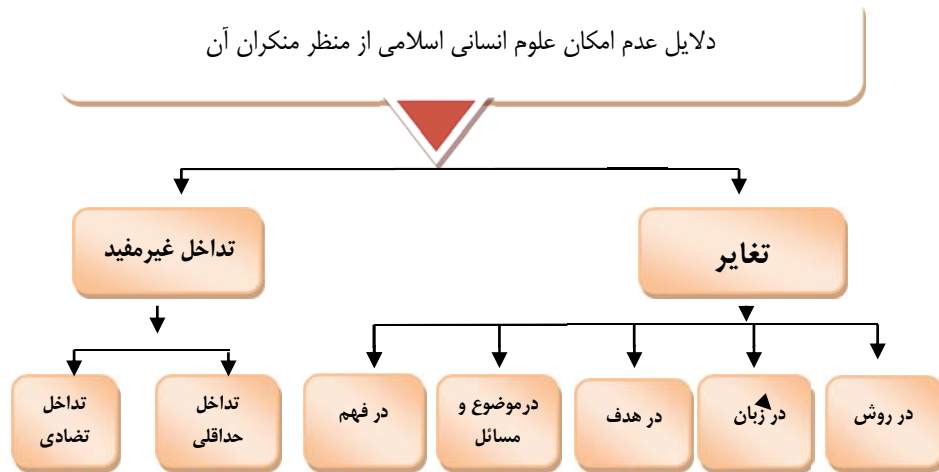 دلایل عدم امکان علوم انسانی اسلامی از منظر منکران آن
تغایر
تداخل غیرمفید
در روش
در زبان
در هدف
درموضوع و
مسائل
در فهم
تداخل
حداقلی
تداخل
تضادی